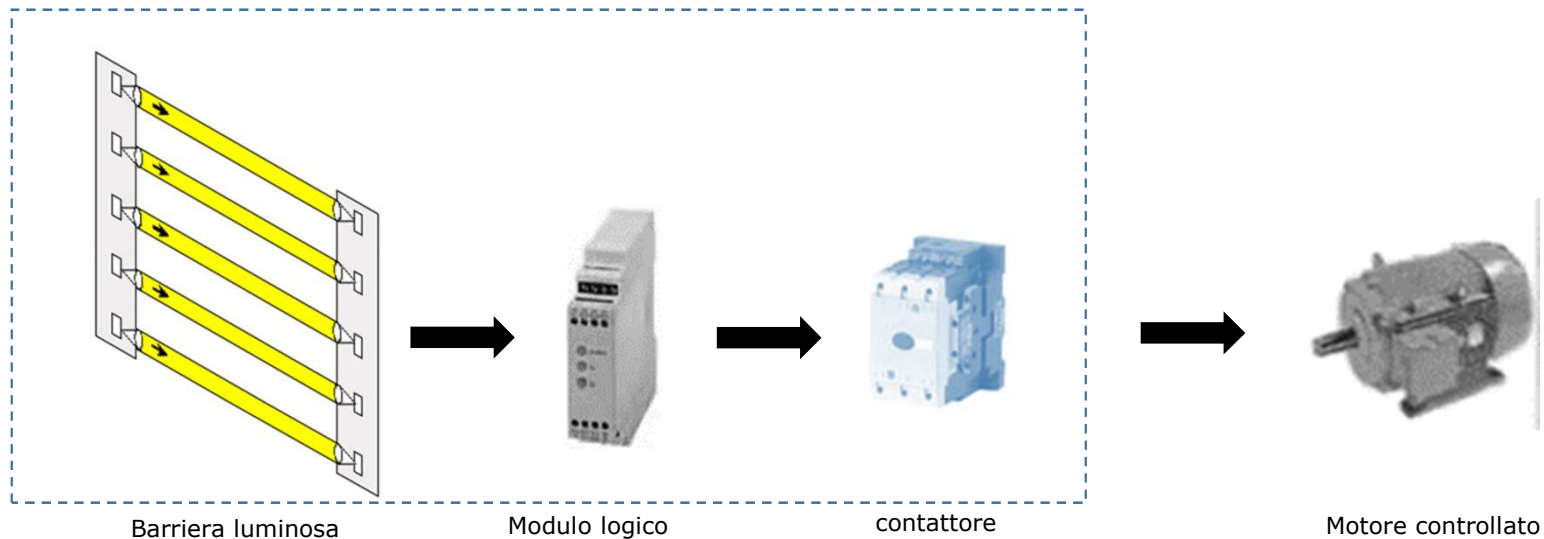 Barriera luminosa
Modulo logico
contattore
Motore controllato